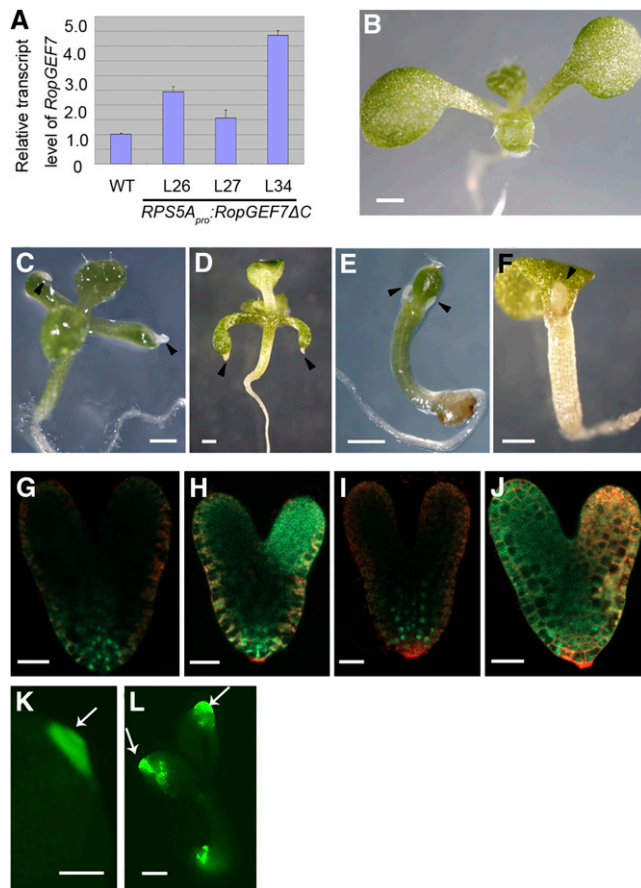 A
Relative transcript
level of RopGEF7
5.0
4.0
3.0
2.0
1.0
WT
L26
L27
L34
RPS5Apro:RopGEF7ΔC
B
C
D
E
F
G
H
I
J
K
L